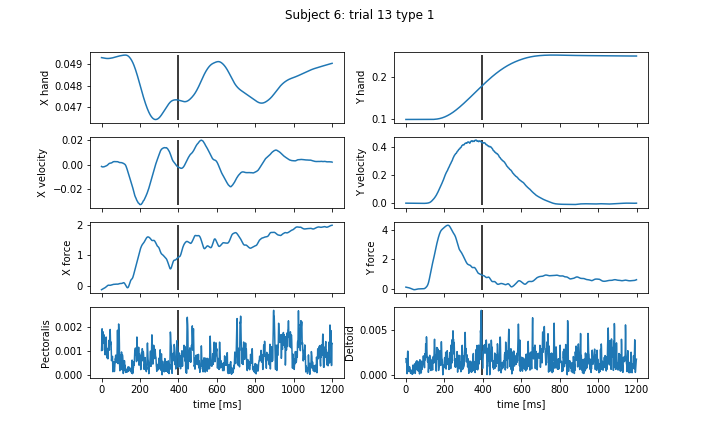 Subject 6: trial 13 type 1
0.049
0.048
0.047
X hand
0.2
0.1
Y hand
0.02
0.00
−0.02
X velocity
0.4
0.2
0.0
Y velocity
2
1
0
X force
4
2
0
Y force
0.002
0.001
0.000
Pectoralis
0.005
0.000
Deltoid
0 200 400 600 800 1000 1200
0 200 400 600 800 1000 1200
time [ms]
time [ms]